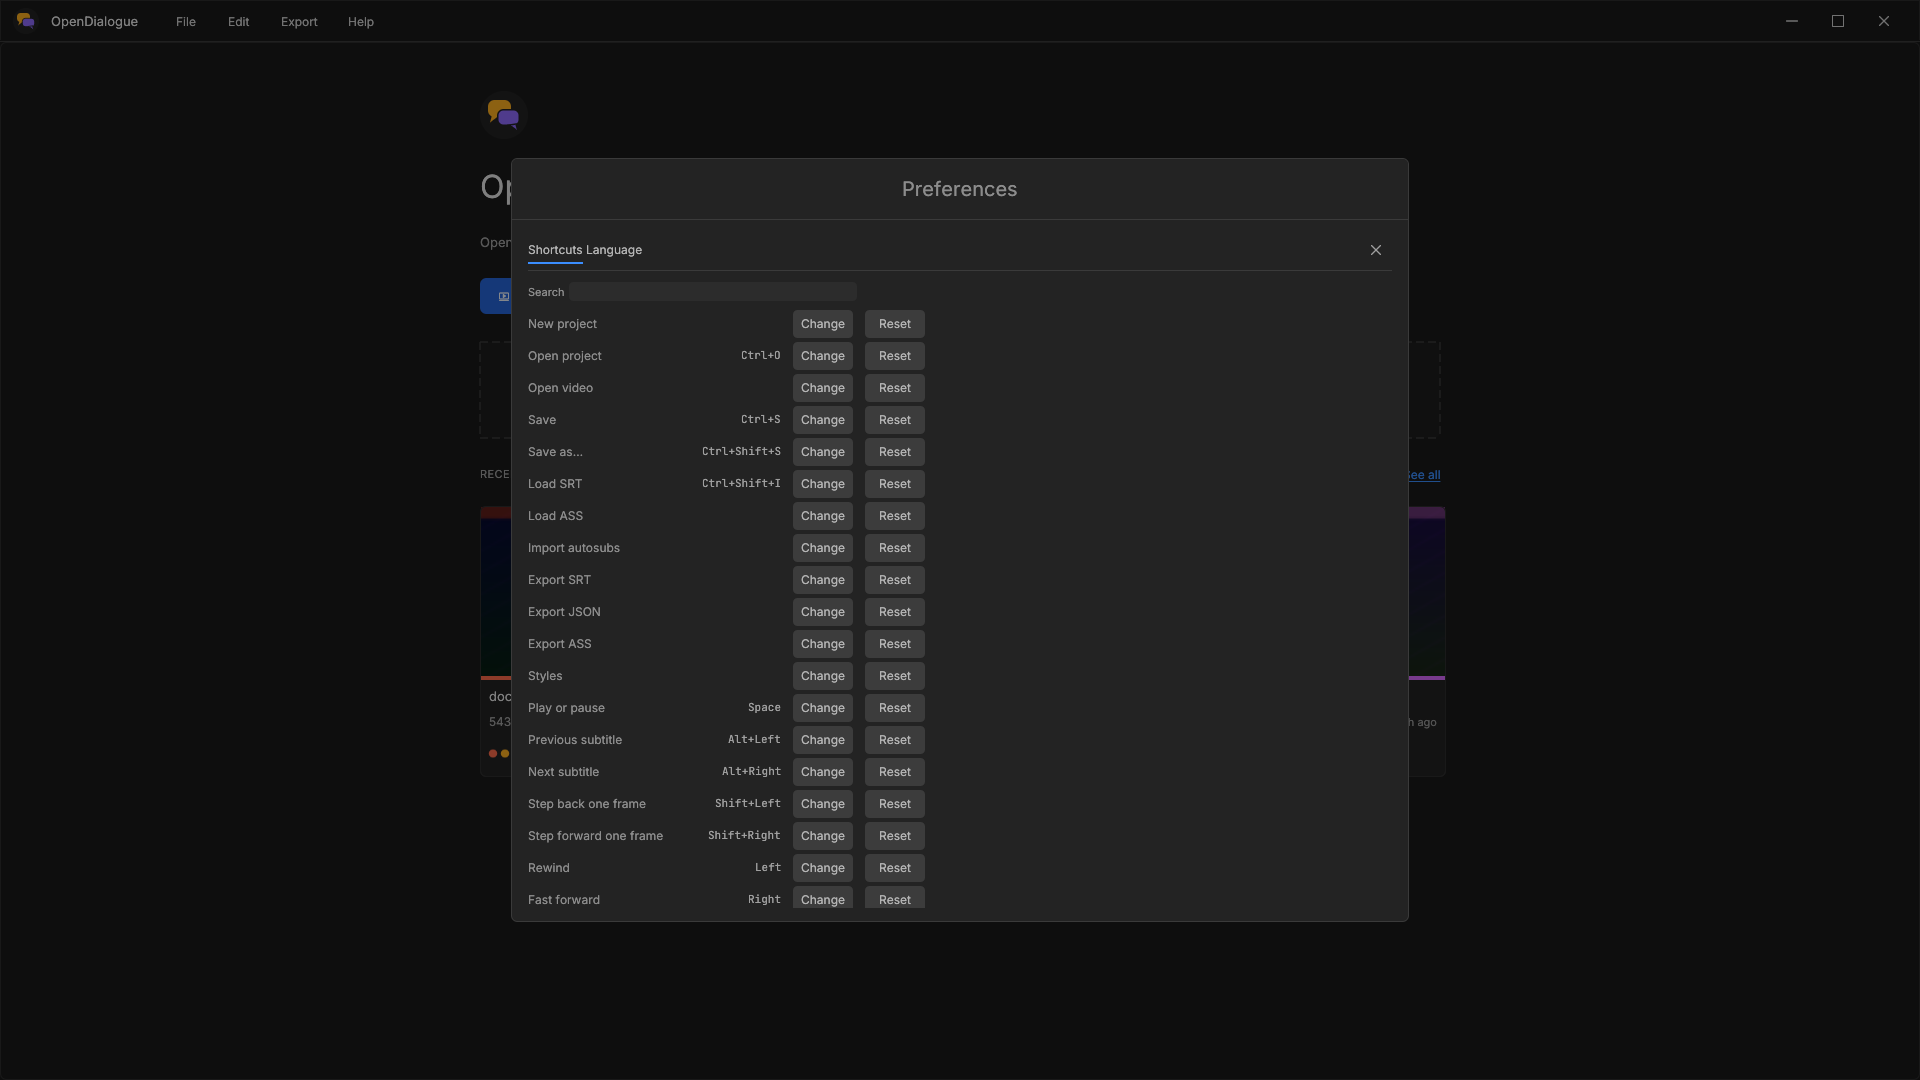 OpenDialogue File Edit Export Help
Op
Preferences
Open
Shortcuts Language
Search
New project Change Reset
Open project Ctrl+O Change Reset
Open video Change Reset
Save Ctrl+S Change Reset
Save as... Ctrl+Shift+S Change Reset
RECE
See all
Load SRT Ctrl+Shift+I Change Reset
Load ASS Change Reset
Import autosubs Change Reset
Export SRT Change Reset
Export JSON Change Reset
Export ASS Change Reset
Styles Change Reset
doc
Play or pause Space Change Reset
543
h ago
Previous subtitle Alt+Left Change Reset
Next subtitle Alt+Right Change Reset
Step back one frame Shift+Left Change Reset
Step forward one frame Shift+Right Change Reset
Rewind Left Change Reset
Fast forward Right Change Reset